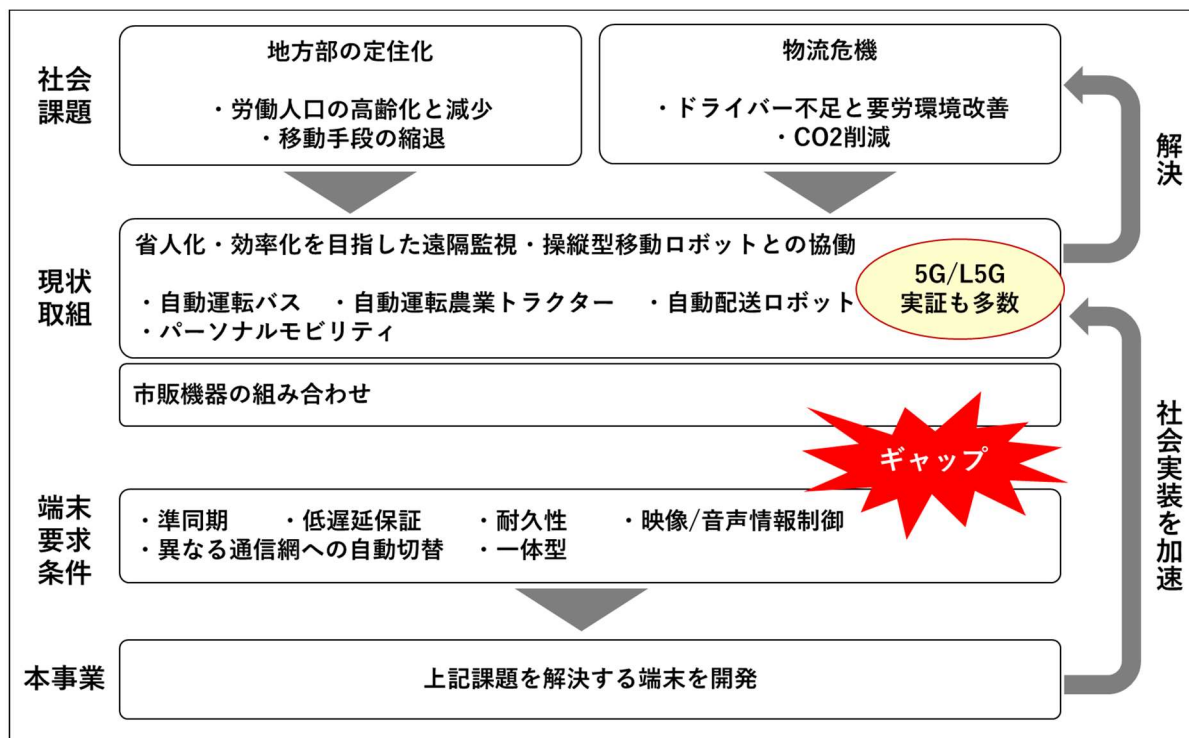 社会
課題
地方部の定住化
・労働人口の高齢化と減少
・移動手段の縮退
物流危機
・ドライバー不足と要労環境改善
・CO2削減
解決
現状
取組
省人化・効率化を目指した遠隔監視・操縦型移動ロボットとの協働
・自動運転バス ・自動運転農業トラクター ・自動配送ロボット
・パーソナルモビリティ
5G/L5G
実証も多数
市販機器の組み合わせ
ギャップ
社会実装を加速
端末
要求
条件
・準同期 ・低遅延保証 ・耐久性 ・映像/音声情報制御
・異なる通信網への自動切替 ・一体型
本事業
上記課題を解決する端末を開発